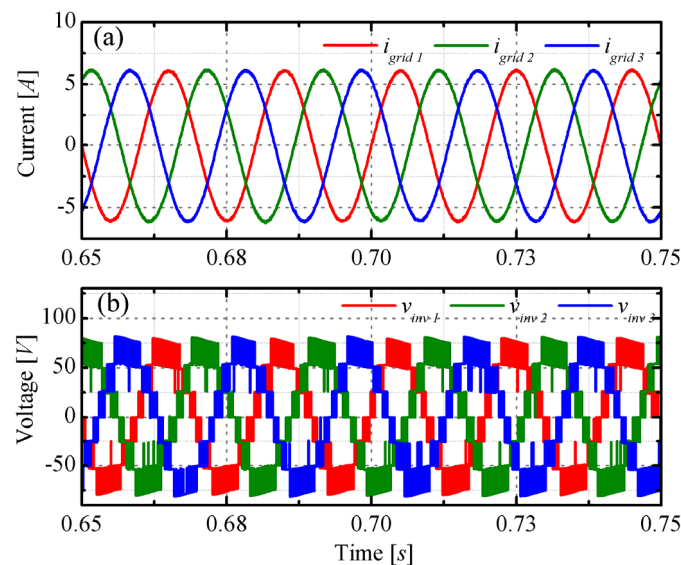 10
(a)
i grid 1 i grid 2 i grid 3
5
0
-5
Current [A]
0.65 0.68 0.70 0.73 0.75
(b)
v inv 1 v inv 2 v inv 3
100
50
0
-50
Voltage [V]
0.65 0.68 0.70 0.73 0.75
Time [s]